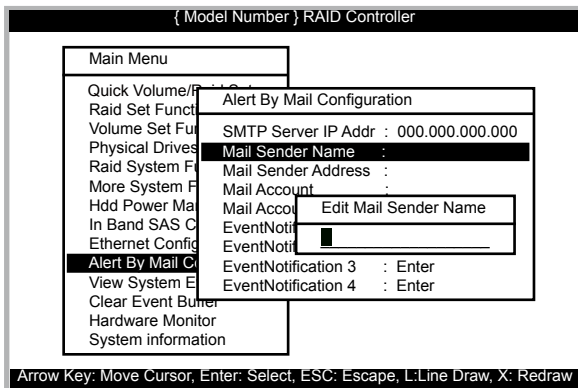 { Model Number } RAID Controller
Main Menu
Quick Volume/
Raid Set Functi
Volume Set Fu
Physical Drives
Raid System F
More System F
Hdd Power Ma
In Band SAS C
Ethernet Config
Alert By Mail C
View System E
Clear Event Buffer
Hardware Monitor
System information
Alert By Mail Configuration
SMTP Server IP Addr : 000.000.000.000
Mail Sender Name :
Mail Sender Address :
Mail Account :
Mail Accou
EventNotif
EventNotif
EventNotification 3 : Enter
EventNotification 4 : Enter
Edit Mail Sender Name
Arrow Key: Move Cursor, Enter: Select, ESC: Escape, L:Line Draw, X: Redraw